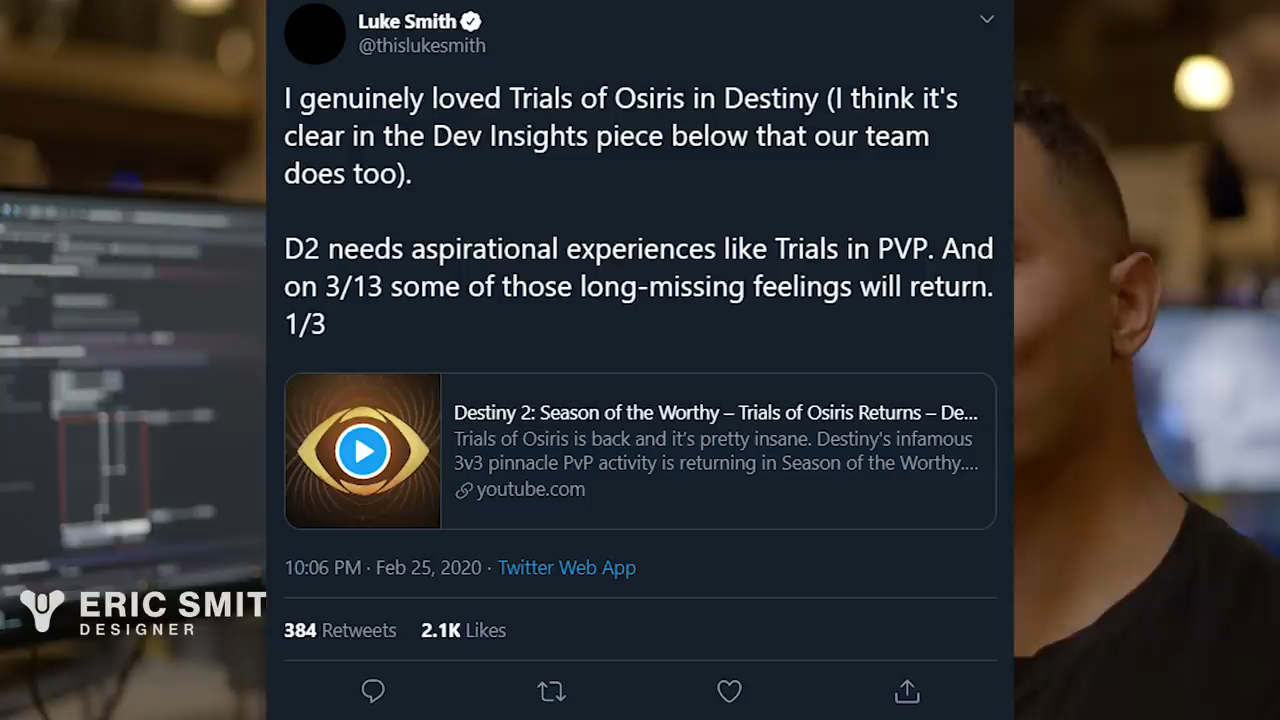 Luke Smith
@thislukesmith
I genuinely loved Trials of Osiris in Destiny (I think it's
clear in the Dev Insights piece below that our team
does too).
D2 needs aspirational experiences like Trials in PVP. And
on 3/13 some of those long-missing feelings will return.
1/3
Destiny 2: Season of the Worthy – Trials of Osiris Returns – De...
Trials of Osiris is back and it's pretty insane. Destiny's infamous
3v3 pinnacle PvP activity is returning in Season of the Worthy....
youtube.com
10:06 PM · Feb 25, 2020 · Twitter Web App
ERIC SMIT
DESIGNER
384 Retweets 2.1K Likes